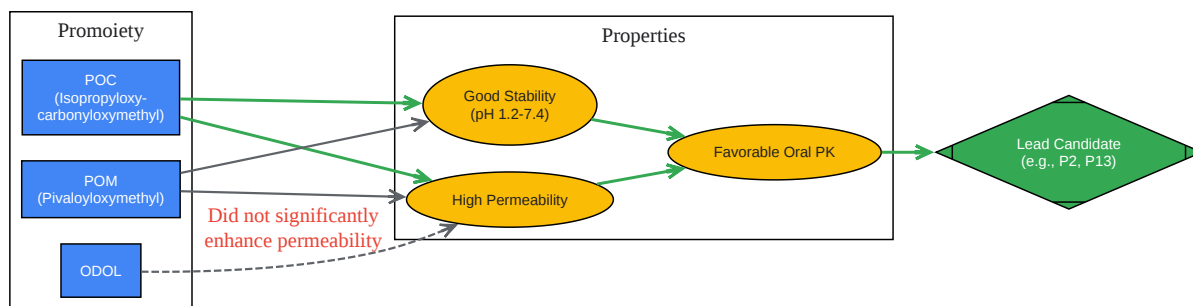 Promoiety
POC
(Isopropyloxy-
carbonyloxymethyl)
POM
(Pivaloyloxymethyl)
ODOL
Did not significantly
enhance permeability
Properties
Good Stability
(pH 1.2-7.4)
High Permeability
Favorable Oral PK
Lead Candidate
(e.g., P2, P13)